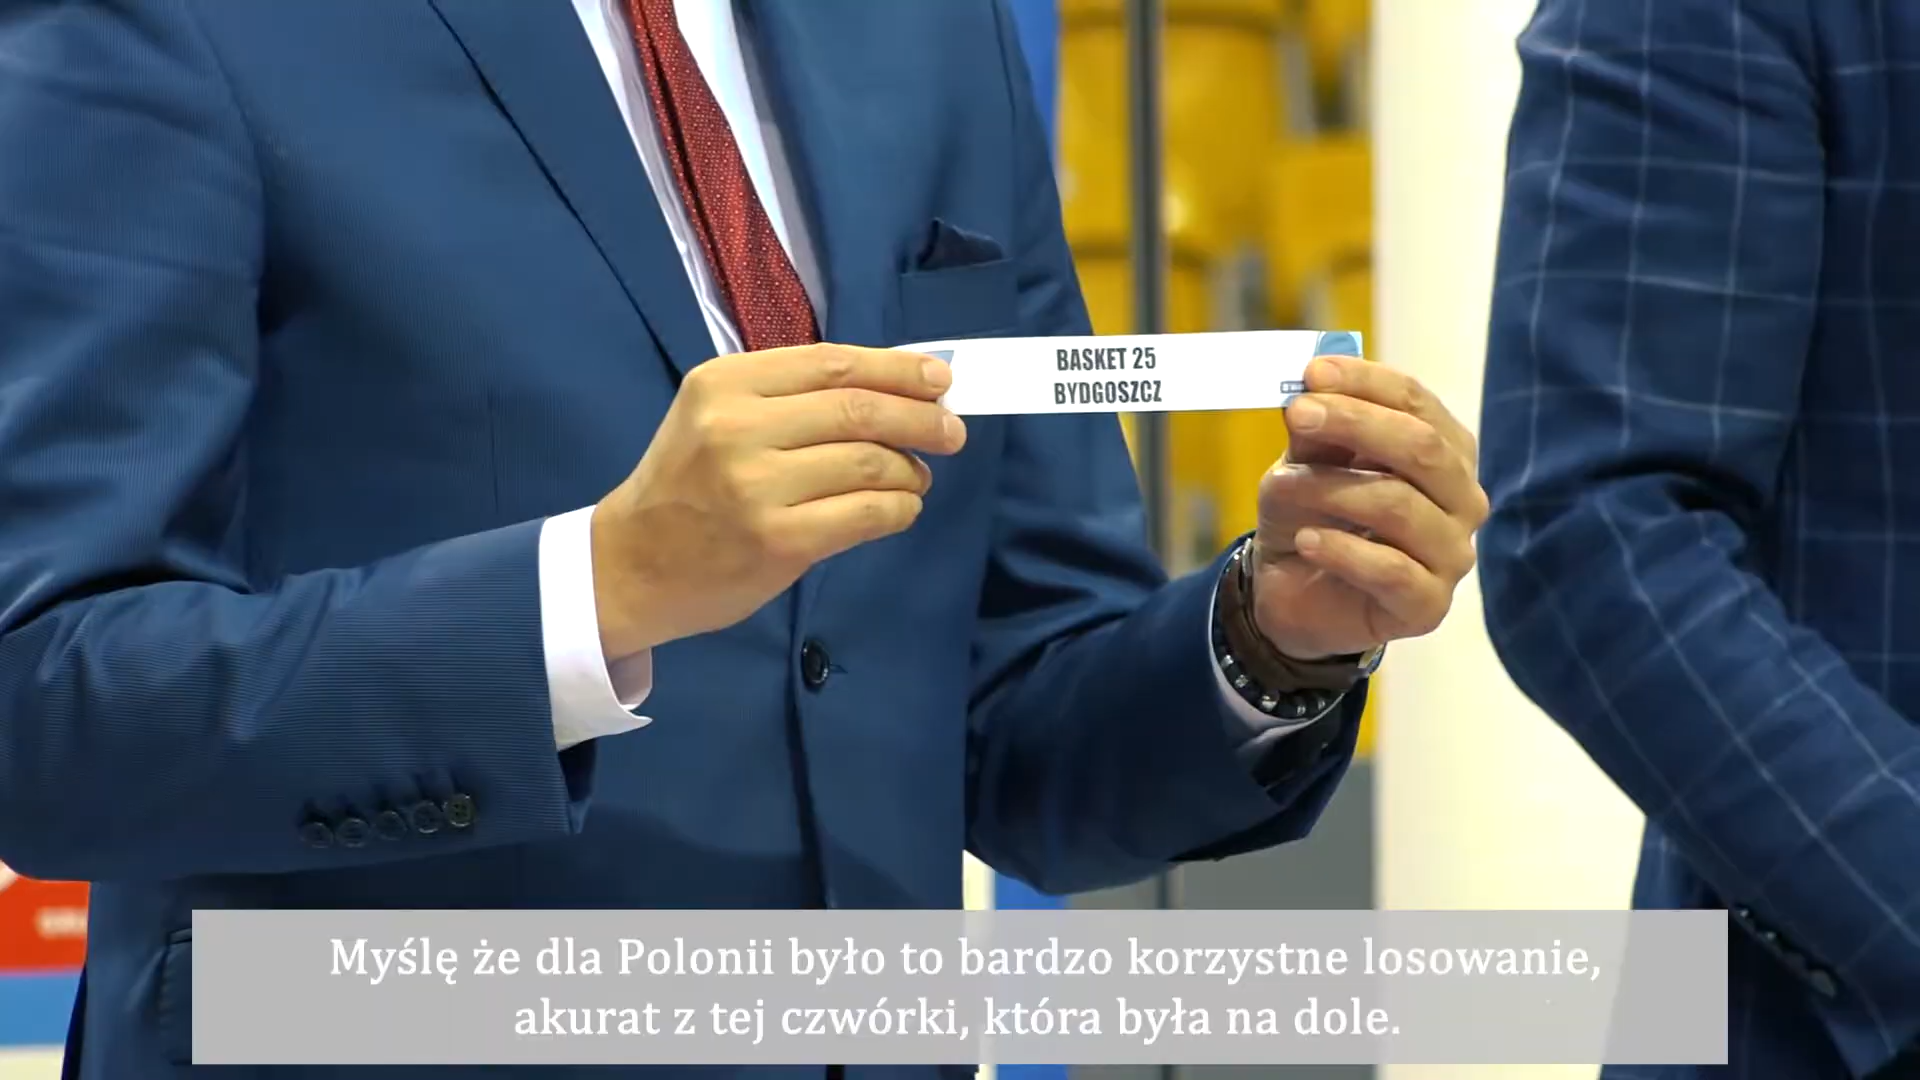 BASKET 25
BYDGOSZCZ
Myślę że dla Polonii było to bardzo korzystne losowanie,
akurat z tej czwórki, która była na dole.